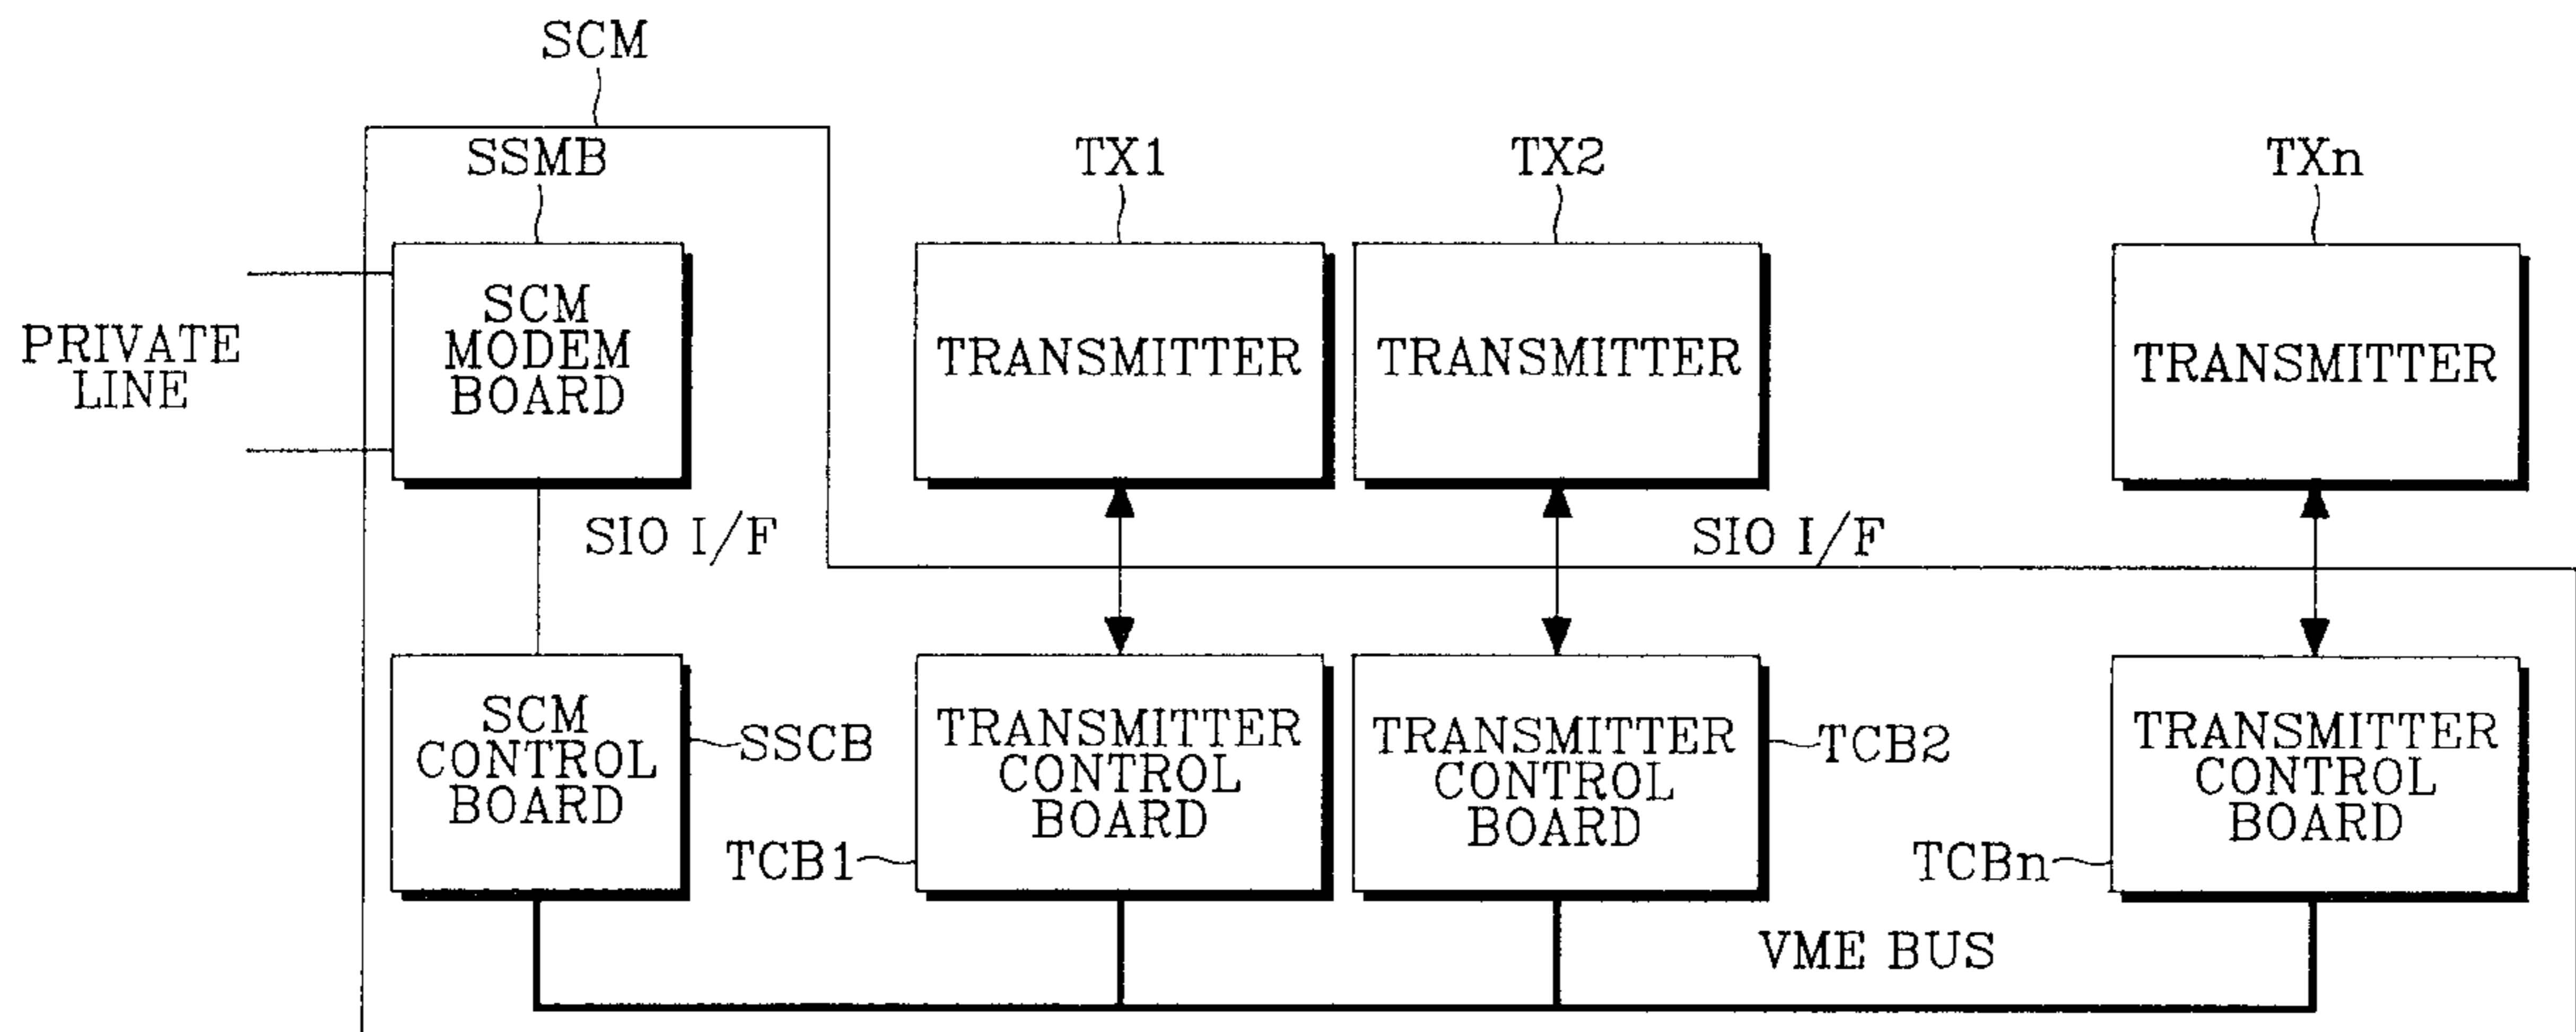 SCM
SSMB
TX1
TX2
TXn
PRIVATE
LINE
SCM
MODEM
BOARD
TRANSMITTER
TRANSMITTER
TRANSMITTER
SIO I/F
SIO I/F
SCM
CONTROL
BOARD
SSCB
TRANSMITTER
CONTROL
BOARD
TCB1
TRANSMITTER
CONTROL
BOARD
TCB2
TRANSMITTER
CONTROL
BOARD
TCBn
VME BUS